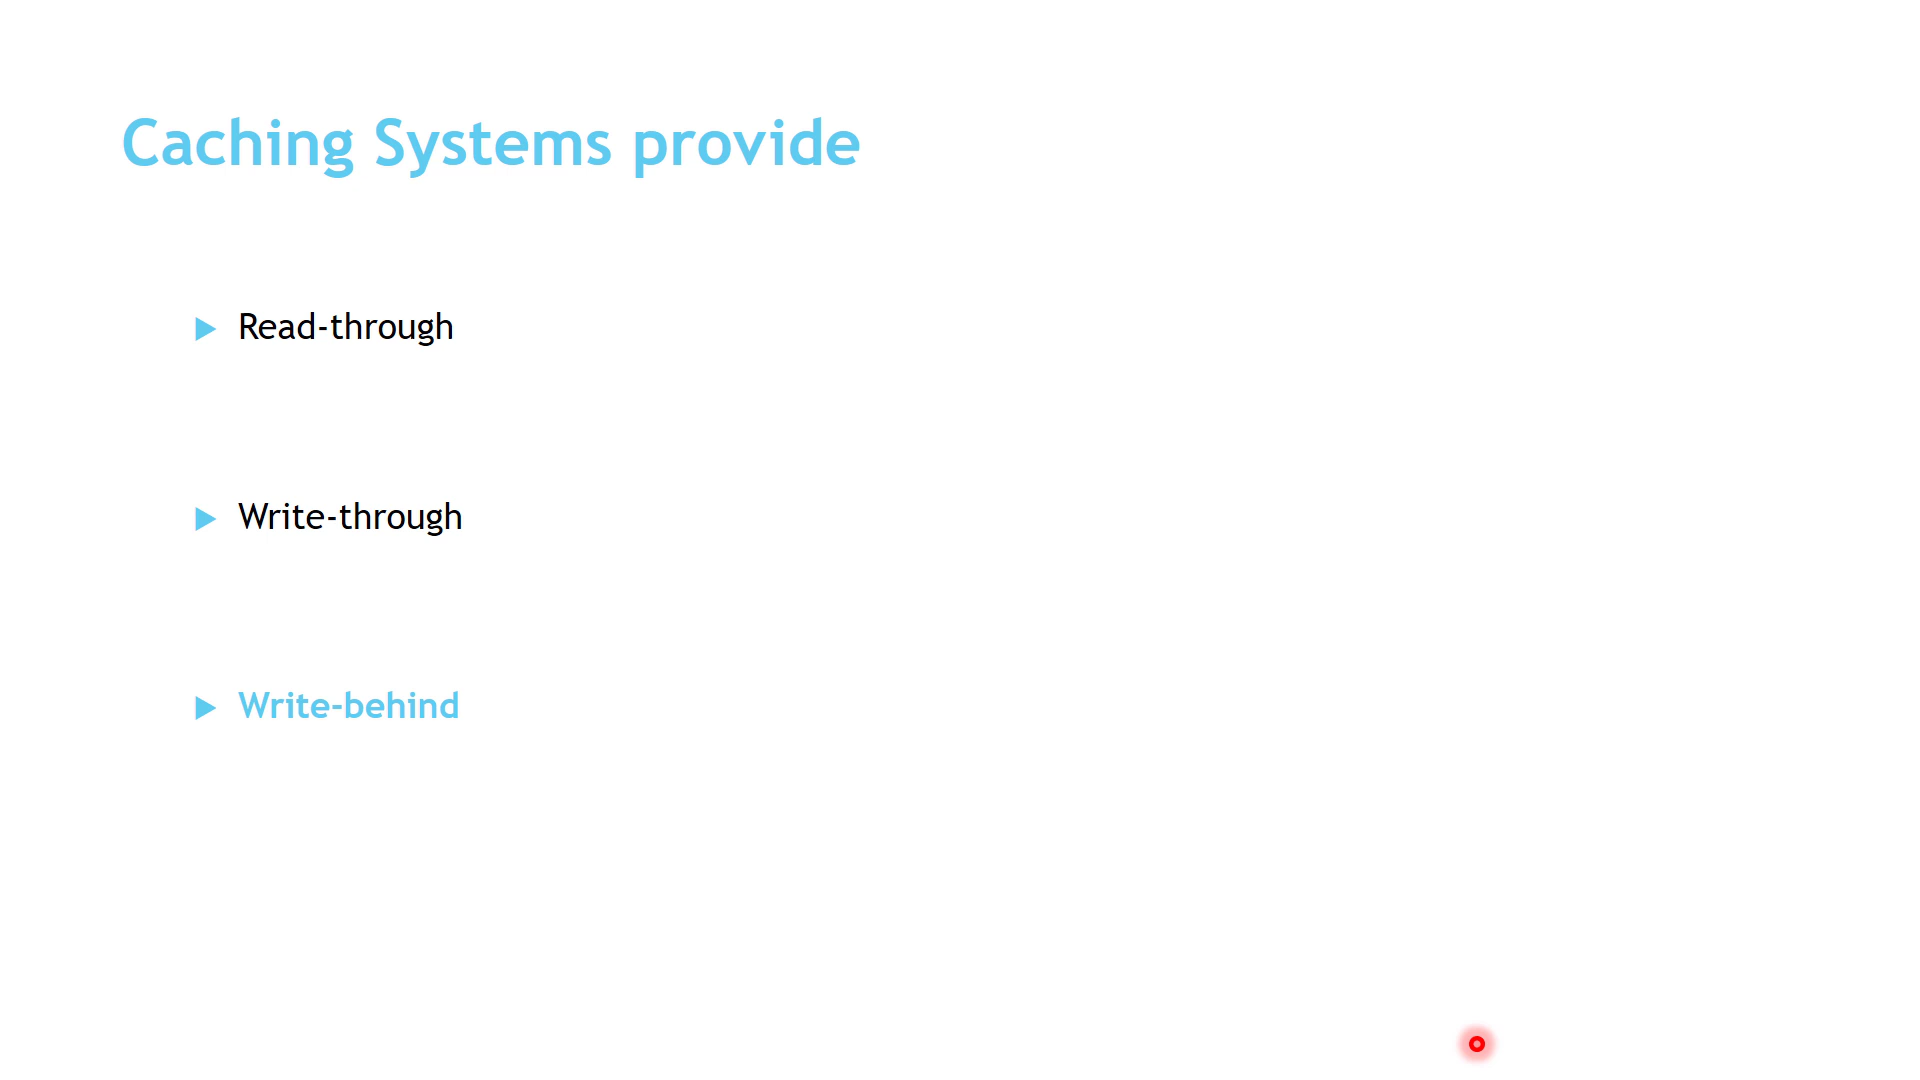 Caching Systems provide
Read-through
Write-through
Write-behind